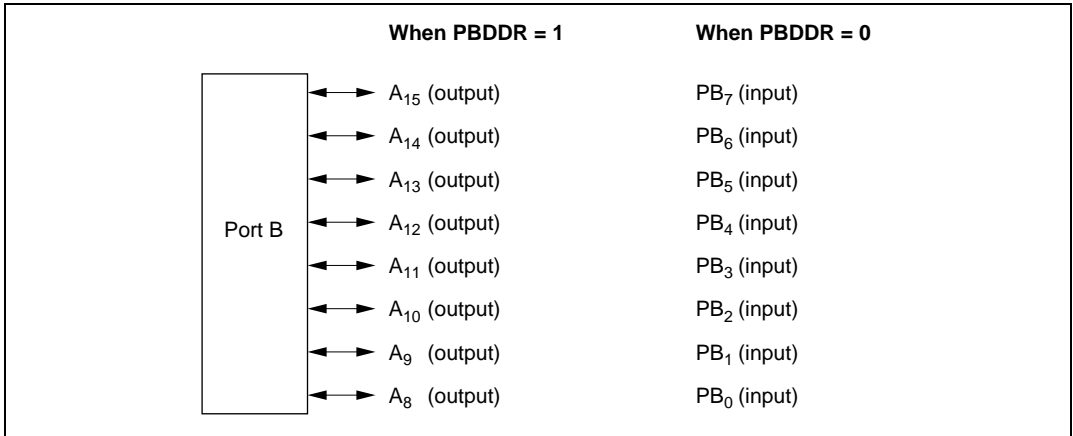 When PBDDR = 1 When PBDDR = 0
A15 (output) PB7 (input)
A14 (output) PB6 (input)
A13 (output) PB5 (input)
Port B A12 (output) PB4 (input)
A11 (output) PB3 (input)
A10 (output) PB2 (input)
A9 (output) PB1 (input)
A8 (output) PB0 (input)